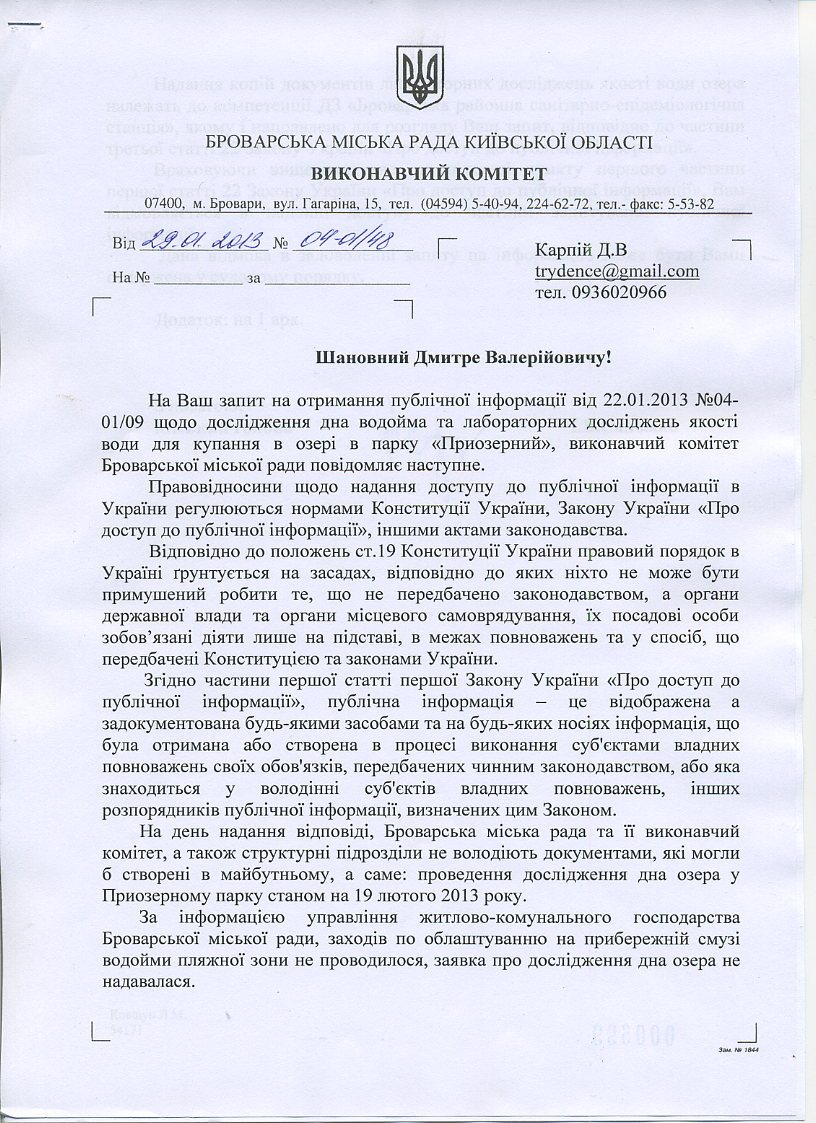 БРОВАРСЬКА МІСЬКА РАДА КИЇВСЬКОЇ ОБЛАСТІ
ВИКОНАВЧИЙ КОМІТЕТ
07400, м. Бровари, вул. Гагаріна, 15, тел. (04594) 5-40-94, 224-62-72, тел.- факс: 5-53-82
Від 29.01.2013 № 04-01/48
На № ____________ за ____________________
Карпій Д.В
trydence@gmail.com
тел. 0936020966
Шановний Дмитре Валерійовичу!
На Ваш запит на отримання публічної інформації від 22.01.2013 №04-
01/09 щодо дослідження дна водойма та лабораторних досліджень якості
води для купання в озері в парку «Приозерний», виконавчий комітет
Броварської міської ради повідомляє наступне.
Правовідносини щодо надання доступу до публічної інформації в
України регулюються нормами Конституції України, Закону України «Про
доступ до публічної інформації», іншими актами законодавства.
Відповідно до положень ст.19 Конституції України правовий порядок в
Україні ґрунтується на засадах, відповідно до яких ніхто не може бути
примушений робити те, що не передбачено законодавством, а органи
державної влади та органи місцевого самоврядування, їх посадові особи
зобов’язані діяти лише на підставі, в межах повноважень та у спосіб, що
передбачені Конституцією та законами України.
Згідно частини першої статті першої Закону України «Про доступ до
публічної інформації», публічна інформація – це відображена а
задокументована будь-якими засобами та на будь-яких носіях інформація, що
була отримана або створена в процесі виконання суб'єктами владних
повноважень своїх обов'язків, передбачених чинним законодавством, або яка
знаходиться у володінні суб'єктів владних повноважень, інших
розпорядників публічної інформації, визначених цим Законом.
На день надання відповіді, Броварська міська рада та її виконавчий
комітет, а також структурні підрозділи не володіють документами, які могли
б створені в майбутньому, а саме: проведення дослідження дна озера у
Приозерному парку станом на 19 лютого 2013 року.
За інформацією управління житлово-комунального господарства
Броварської міської ради, заходів по облаштуванню на прибережній смузі
водойми пляжної зони не проводилося, заявка про дослідження дна озера не
надавалася.
Зам. № 1844